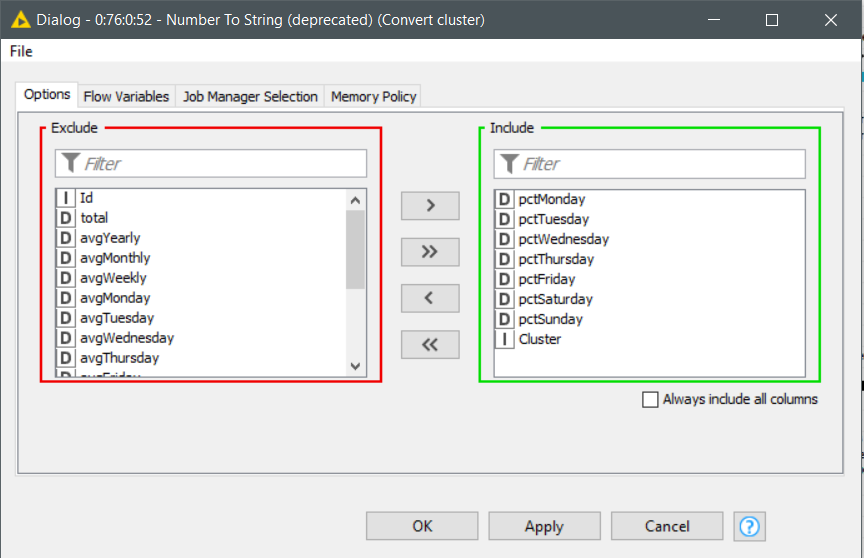 Dialog - 0:76:0:52 - Number To String (deprecated) (Convert cluster)
File
Options
Flow Variables
Job Manager Selection
Memory Policy
Exclude
Filter
I Id
D total
D avgYearly
D avgMonthly
D avgWeekly
D avgMonday
D avgTuesday
D avgWednesday
D avgThursday
D avgFriday
>
>>
<
<<
Include
Filter
D pctMonday
D pctTuesday
D pctWednesday
D pctThursday
D pctFriday
D pctSaturday
D pctSunday
I Cluster
Always include all columns
OK
Apply
Cancel
?